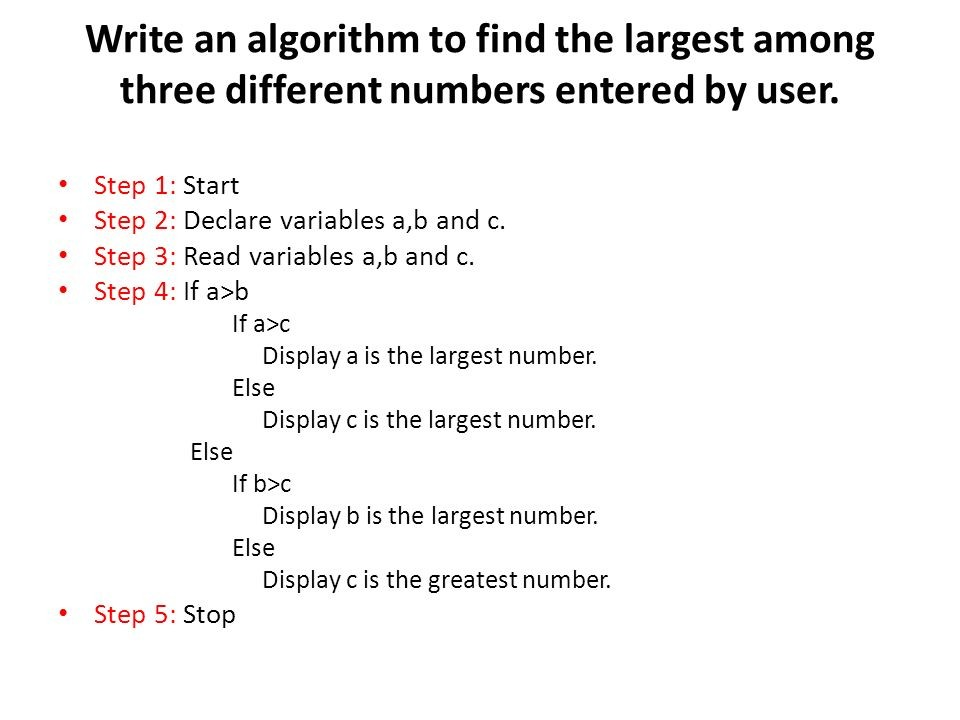 Write an algorithm to find the largest among
three different numbers entered by user.
• Step 1: Start
• Step 2: Declare variables a,b and c.
• Step 3: Read variables a,b and c.
• Step 4: If a>b
If a>c
Display a is the largest number.
Else
Display c is the largest number.
Else
If b>c
Display b is the largest number.
Else
Display c is the greatest number.
• Step 5: Stop